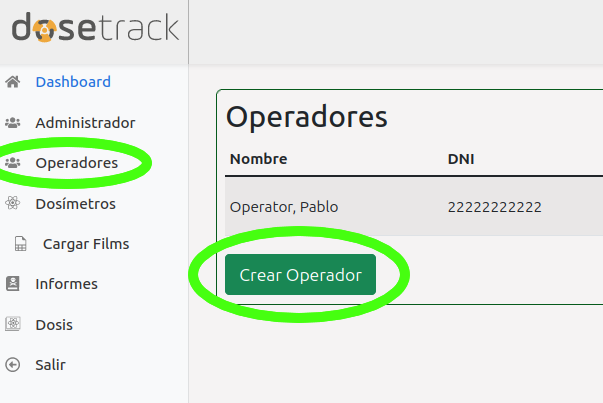 dosetrack
Dashboard
Administrador
Operadores
Dosímetros
Cargar Films
Informes
Dosis
Salir
Operadores
Nombre DNI
Operator, Pablo 22222222222
Crear Operador